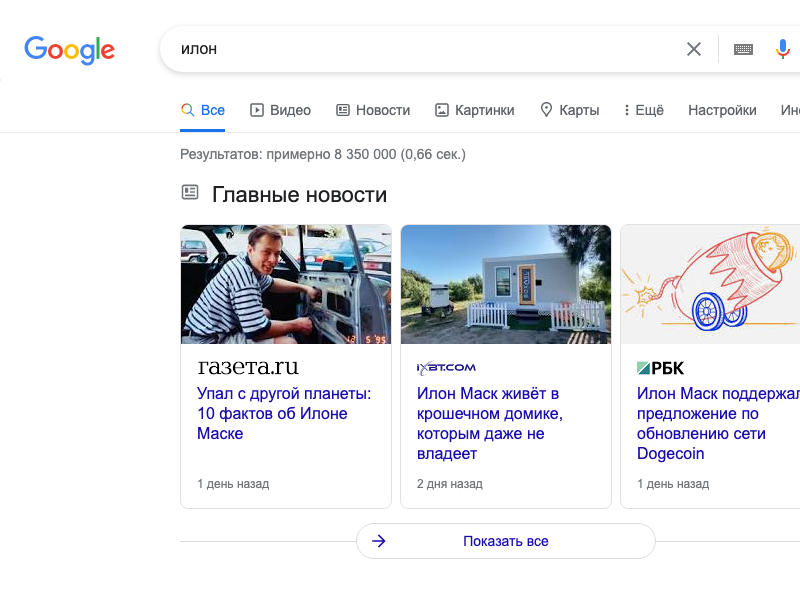 Google
илон
Все
Видео
Новости
Картинки
Карты
Ещё
Настройки
Ин
Результатов: примерно 8 350 000 (0,66 сек.)
Главные новости
12 5 '95
газета.ru
Упал с другой планеты:
10 фактов об Илоне
Маске
1 день назад
iXBT.COM
Илон Маск живёт в
крошечном домике,
которым даже не
владеет
2 дня назад
РБК
Илон Маск поддержал
предложение по
обновлению сети
Dogecoin
1 день назад
Показать все